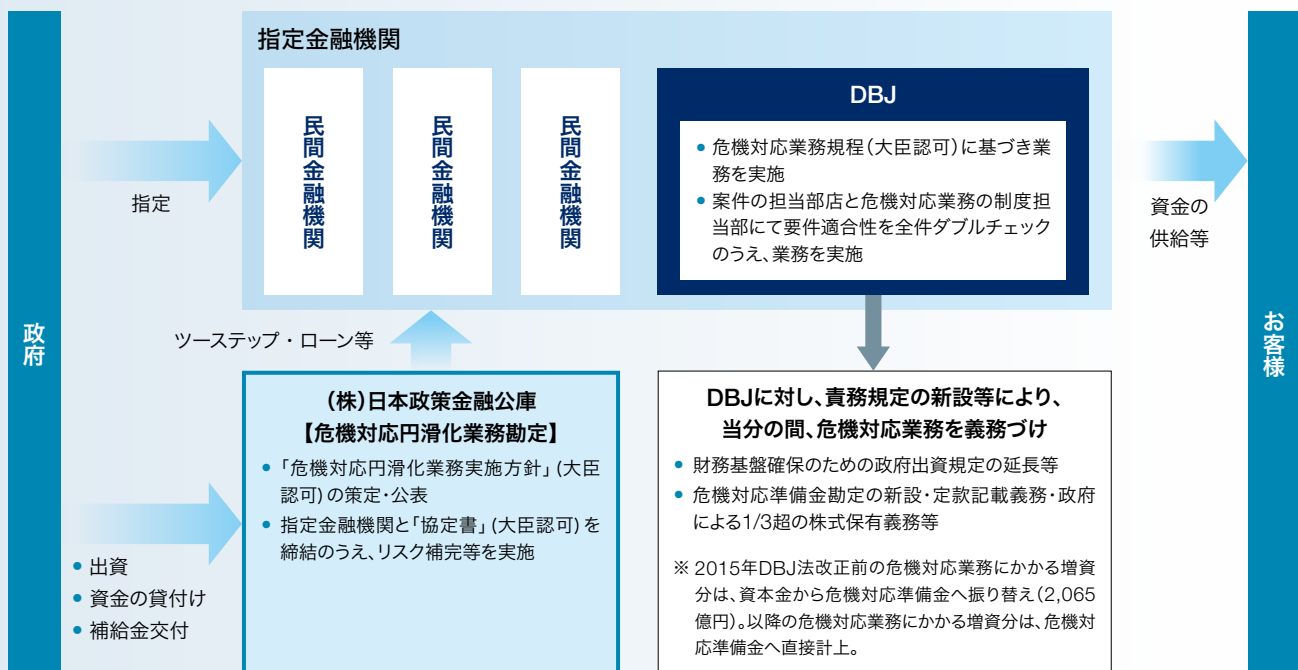 政府
指定
指定金融機関
民間金融機関
民間金融機関
民間金融機関
DBJ
● 危機対応業務規程(大臣認可)に基づき業
務を実施
● 案件の担当部店と危機対応業務の制度担
当部にて要件適合性を全件ダブルチェック
のうえ、業務を実施
資金の
供給等
お客様
ツーステップ・ローン等
(株)日本政策金融公庫
【危機対応円滑化業務勘定】
● 「危機対応円滑化業務実施方針」(大臣
認可)の策定・公表
● 指定金融機関と「協定書」(大臣認可)を
締結のうえ、リスク補完等を実施
● 出資
● 資金の貸付け
● 補給金交付
DBJに対し、責務規定の新設等により、
当分の間、危機対応業務を義務づけ
● 財務基盤確保のための政府出資規定の延長等
● 危機対応準備金勘定の新設・定款記載義務・政府
による1/3超の株式保有義務等
※ 2015年DBJ法改正前の危機対応業務にかかる増資
分は、資本金から危機対応準備金へ振り替え(2,065
億円)。以降の危機対応業務にかかる増資分は、危機対
応準備金へ直接計上。